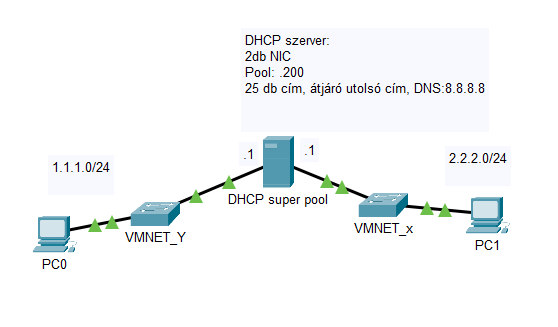 DHCP szerver:
2db NIC
Pool: .200
25 db cím, átjáró utolsó cím, DNS:8.8.8.8
.1
.1
1.1.1.0/24
2.2.2.0/24
DHCP super pool
VMNET_Y
VMNET_x
PC0
PC1